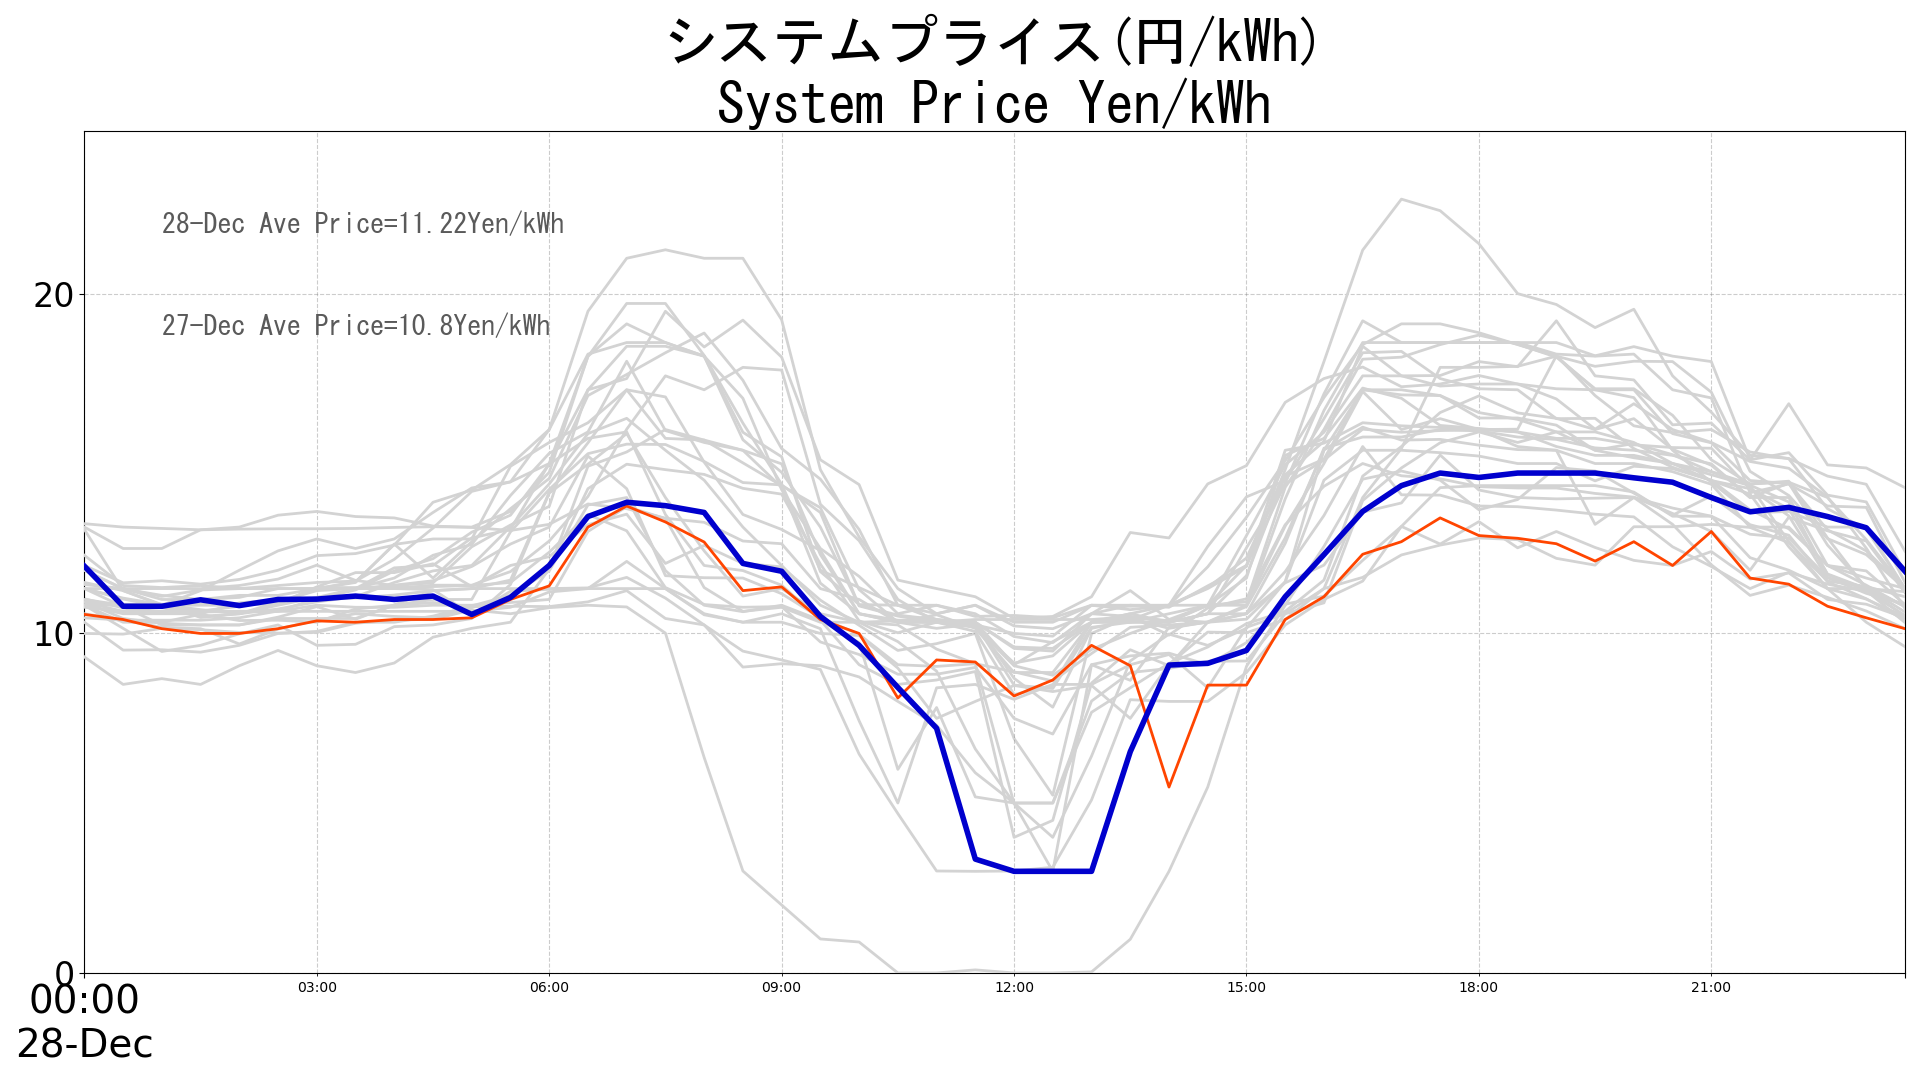 システムプライス(円/kWh)
System Price Yen/kWh
28-Dec Ave Price=11.22Yen/kWh
27-Dec Ave Price=10.8Yen/kWh
20
10
0
00:00
28-Dec
03:00
06:00
09:00
12:00
15:00
18:00
21:00